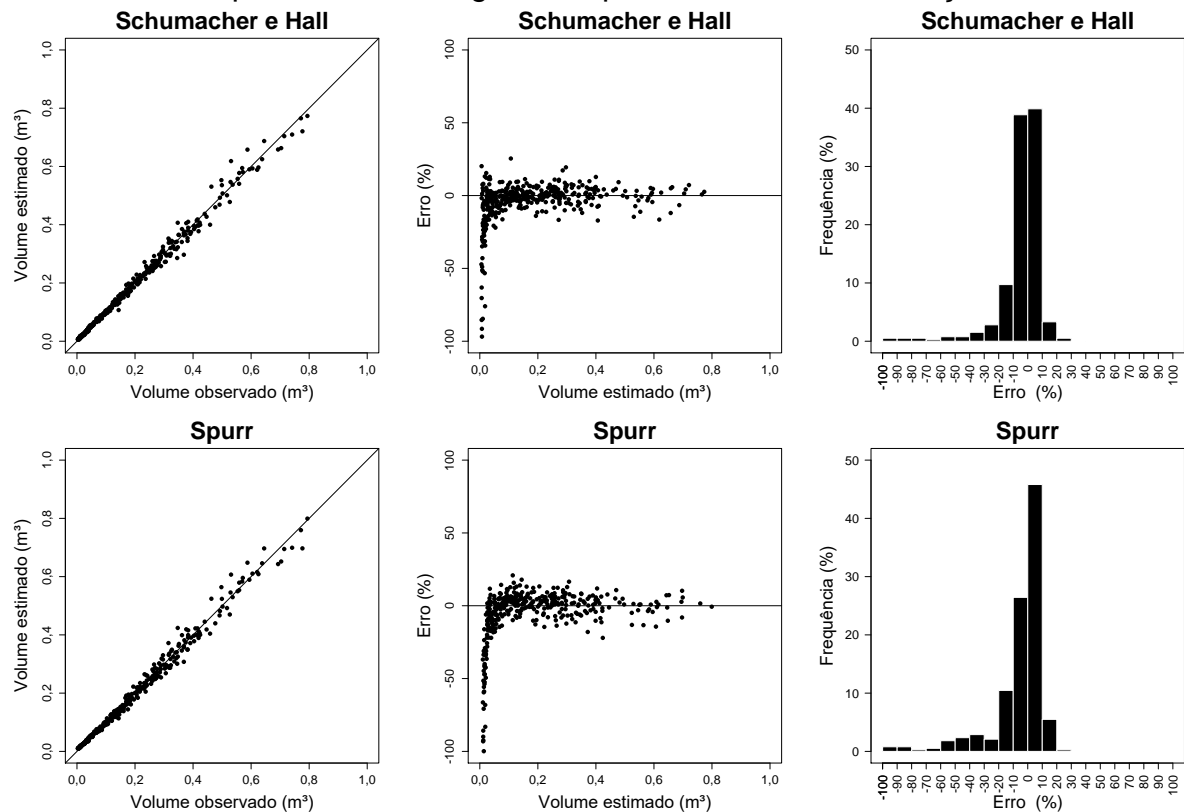 Schumacher e Hall
Volume estimado (m³)
1,0
0,8
0,6
0,4
0,2
0,0
0,0 0,2 0,4 0,6 0,8 1,0
Volume observado (m³)
Schumacher e Hall
Erro (%)
100
50
0
-50
-100
0,0 0,2 0,4 0,6 0,8 1,0
Volume estimado (m³)
Schumacher e Hall
Frequência (%)
50
40
30
20
10
0
-100 -90 -80 -70 -60 -50 -40 -30 -20 -10 0 10 20 30 40 50 60 70 80 90 100
Erro (%)
Spurr
Volume estimado (m³)
1,0
0,8
0,6
0,4
0,2
0,0
0,0 0,2 0,4 0,6 0,8 1,0
Volume observado (m³)
Spurr
Erro (%)
100
50
0
-50
-100
0,0 0,2 0,4 0,6 0,8 1,0
Volume estimado (m³)
Spurr
Frequência (%)
50
40
30
20
10
0
-100 -90 -80 -70 -60 -50 -40 -30 -20 -10 0 10 20 30 40 50 60 70 80 90 100
Erro (%)